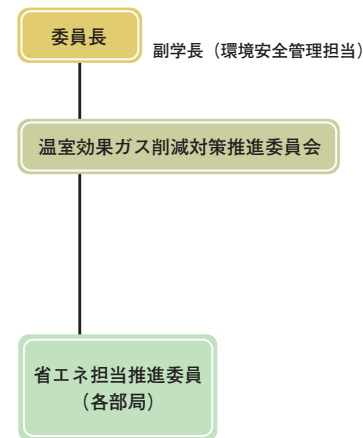 委員長
副学長（環境安全管理担当）
温室効果ガス削減対策推進委員会
省エネ担当推進委員
（各部局）